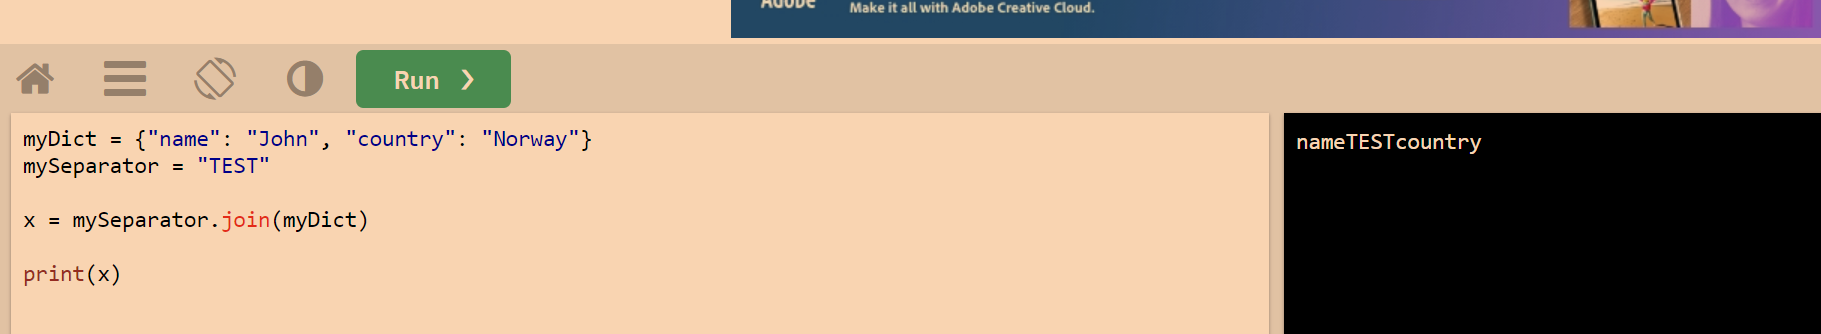 Adobe
Make it all with Adobe Creative Cloud.
Run ❯
myDict = {"name": "John", "country": "Norway"}
mySeparator = "TEST"
x = mySeparator.join(myDict)
print(x)
nameTESTcountry